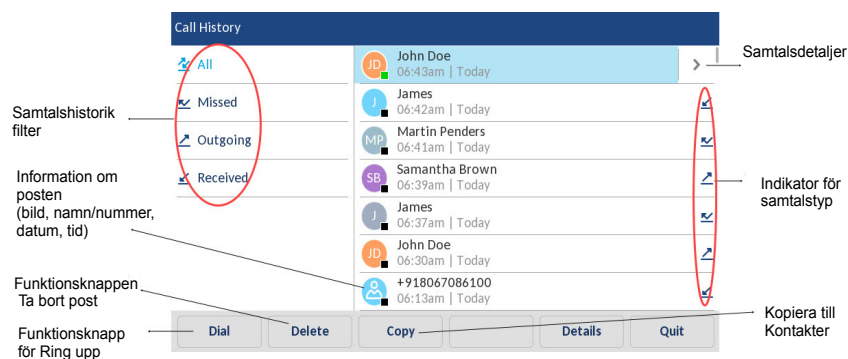 Call History
All
Missed
Outgoing
Received
JD
John Doe
06:43am | Today
J
James
06:42am | Today
MP
Martin Penders
06:41am | Today
SB
Samantha Brown
06:39am | Today
J
James
06:37am | Today
JD
John Doe
06:30am | Today
+918067086100
06:13am | Today
Dial
Delete
Copy
Details
Quit
Samtalshistorik
filter
Information om
posten
(bild, namn/nummer,
datum, tid)
Funktionsknappen
Ta bort post
Funktionsknapp
för Ring upp
Samtalsdetaljer
Indikator för
samtalstyp
Kopiera till
Kontakter